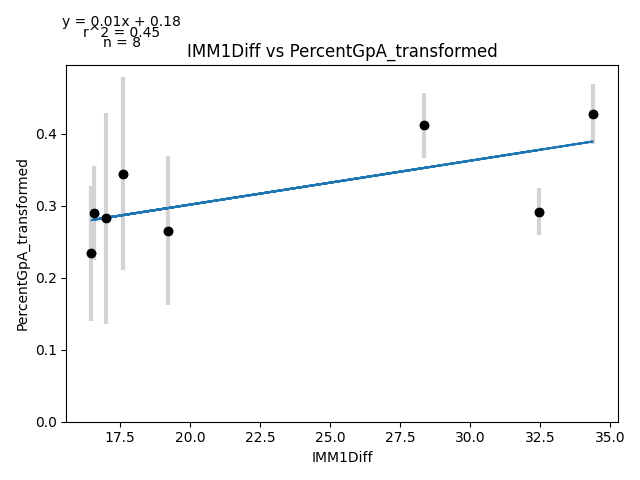 y = 0.01x + 0.18
r^2 = 0.45
n = 8
IMM1Diff vs PercentGpA_transformed
PercentGpA_transformed
0.4
0.3
0.2
0.1
0.0
17.5 20.0 22.5 25.0 27.5 30.0 32.5 35.0
IMM1Diff